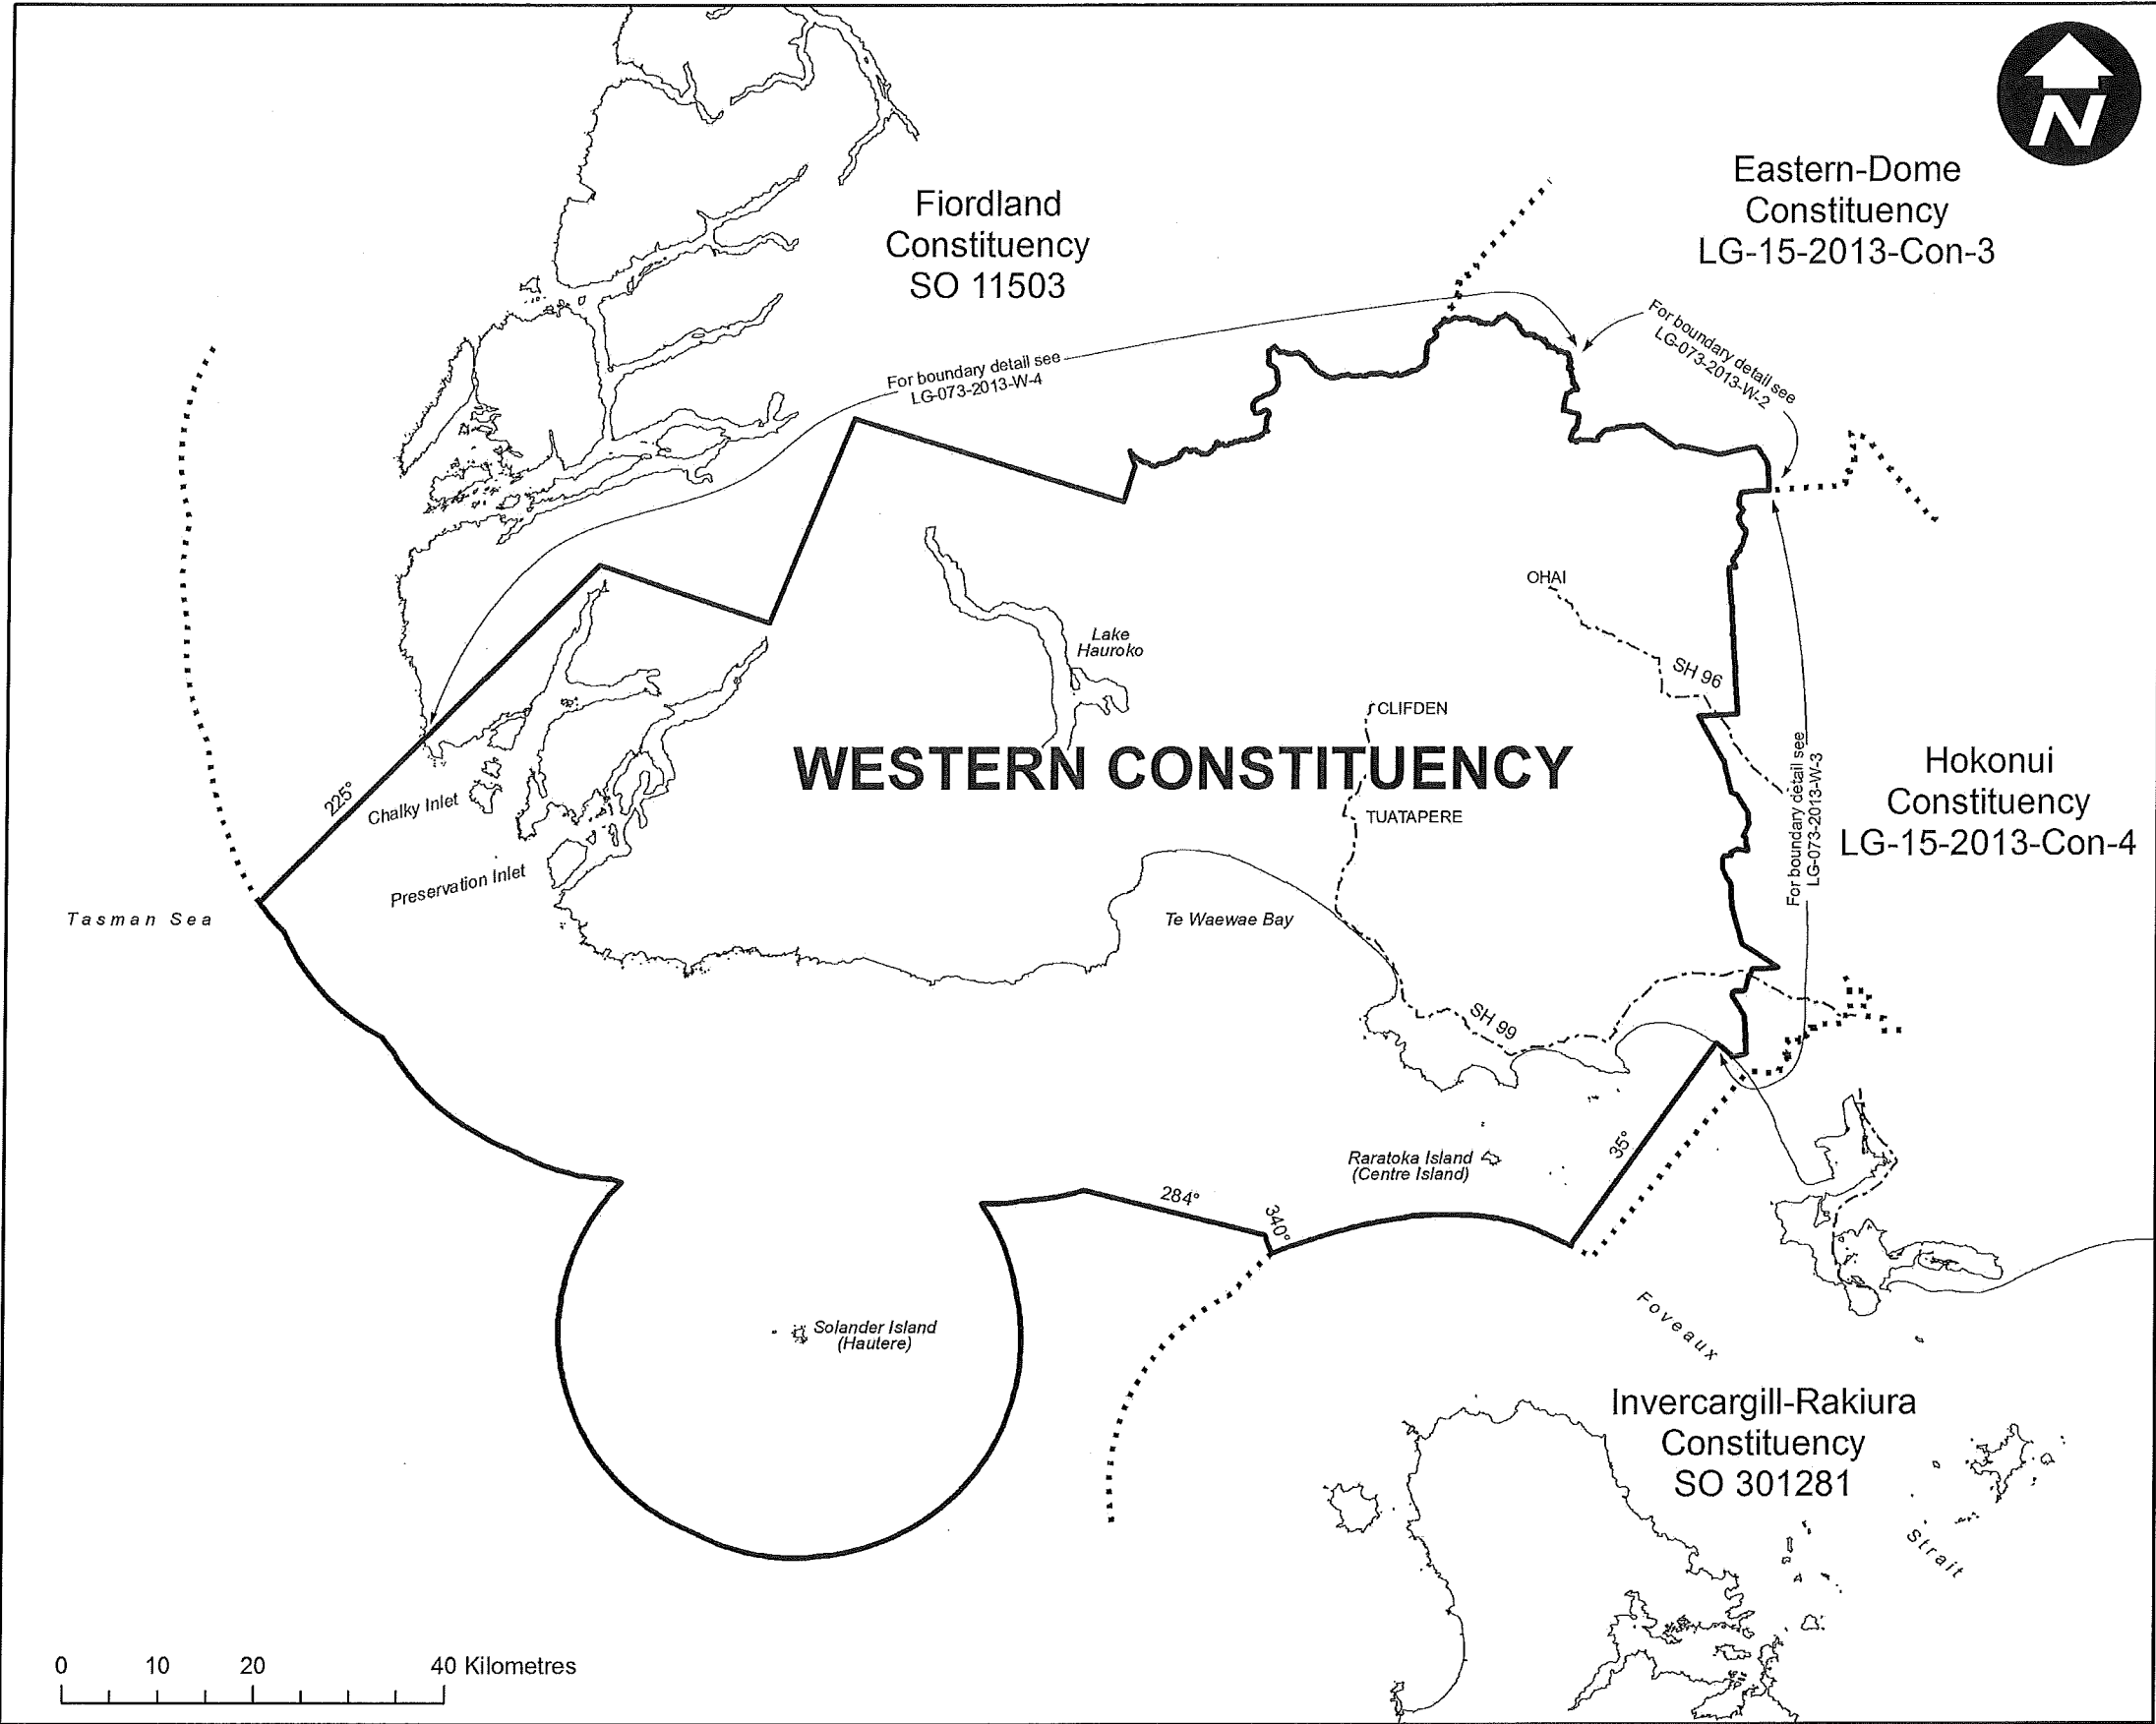 N
Eastern-Dome
Constituency
LG-15-2013-Con-3
Fiordland
Constituency
SO 11503
For boundary detail see
LG-073-2013-W-2
For boundary detail see
LG-073-2013-W-4
OHAI
Lake
Hauroko
SH 96
CLIFDEN
WESTERN CONSTITUENCY
For boundary detail see
LG-073-2013-W-3
Hokonui
Constituency
LG-15-2013-Con-4
225°
Chalky Inlet
TUATAPERE
Preservation Inlet
Tasman Sea
Te Waewae Bay
SH 99
35°
Raratoka Island
(Centre Island)
284°
340°
Solander Island
(Hautere)
Foveaux
Invercargill-Rakiura
Constituency
SO 301281
Strait
0 10 20 40 Kilometres